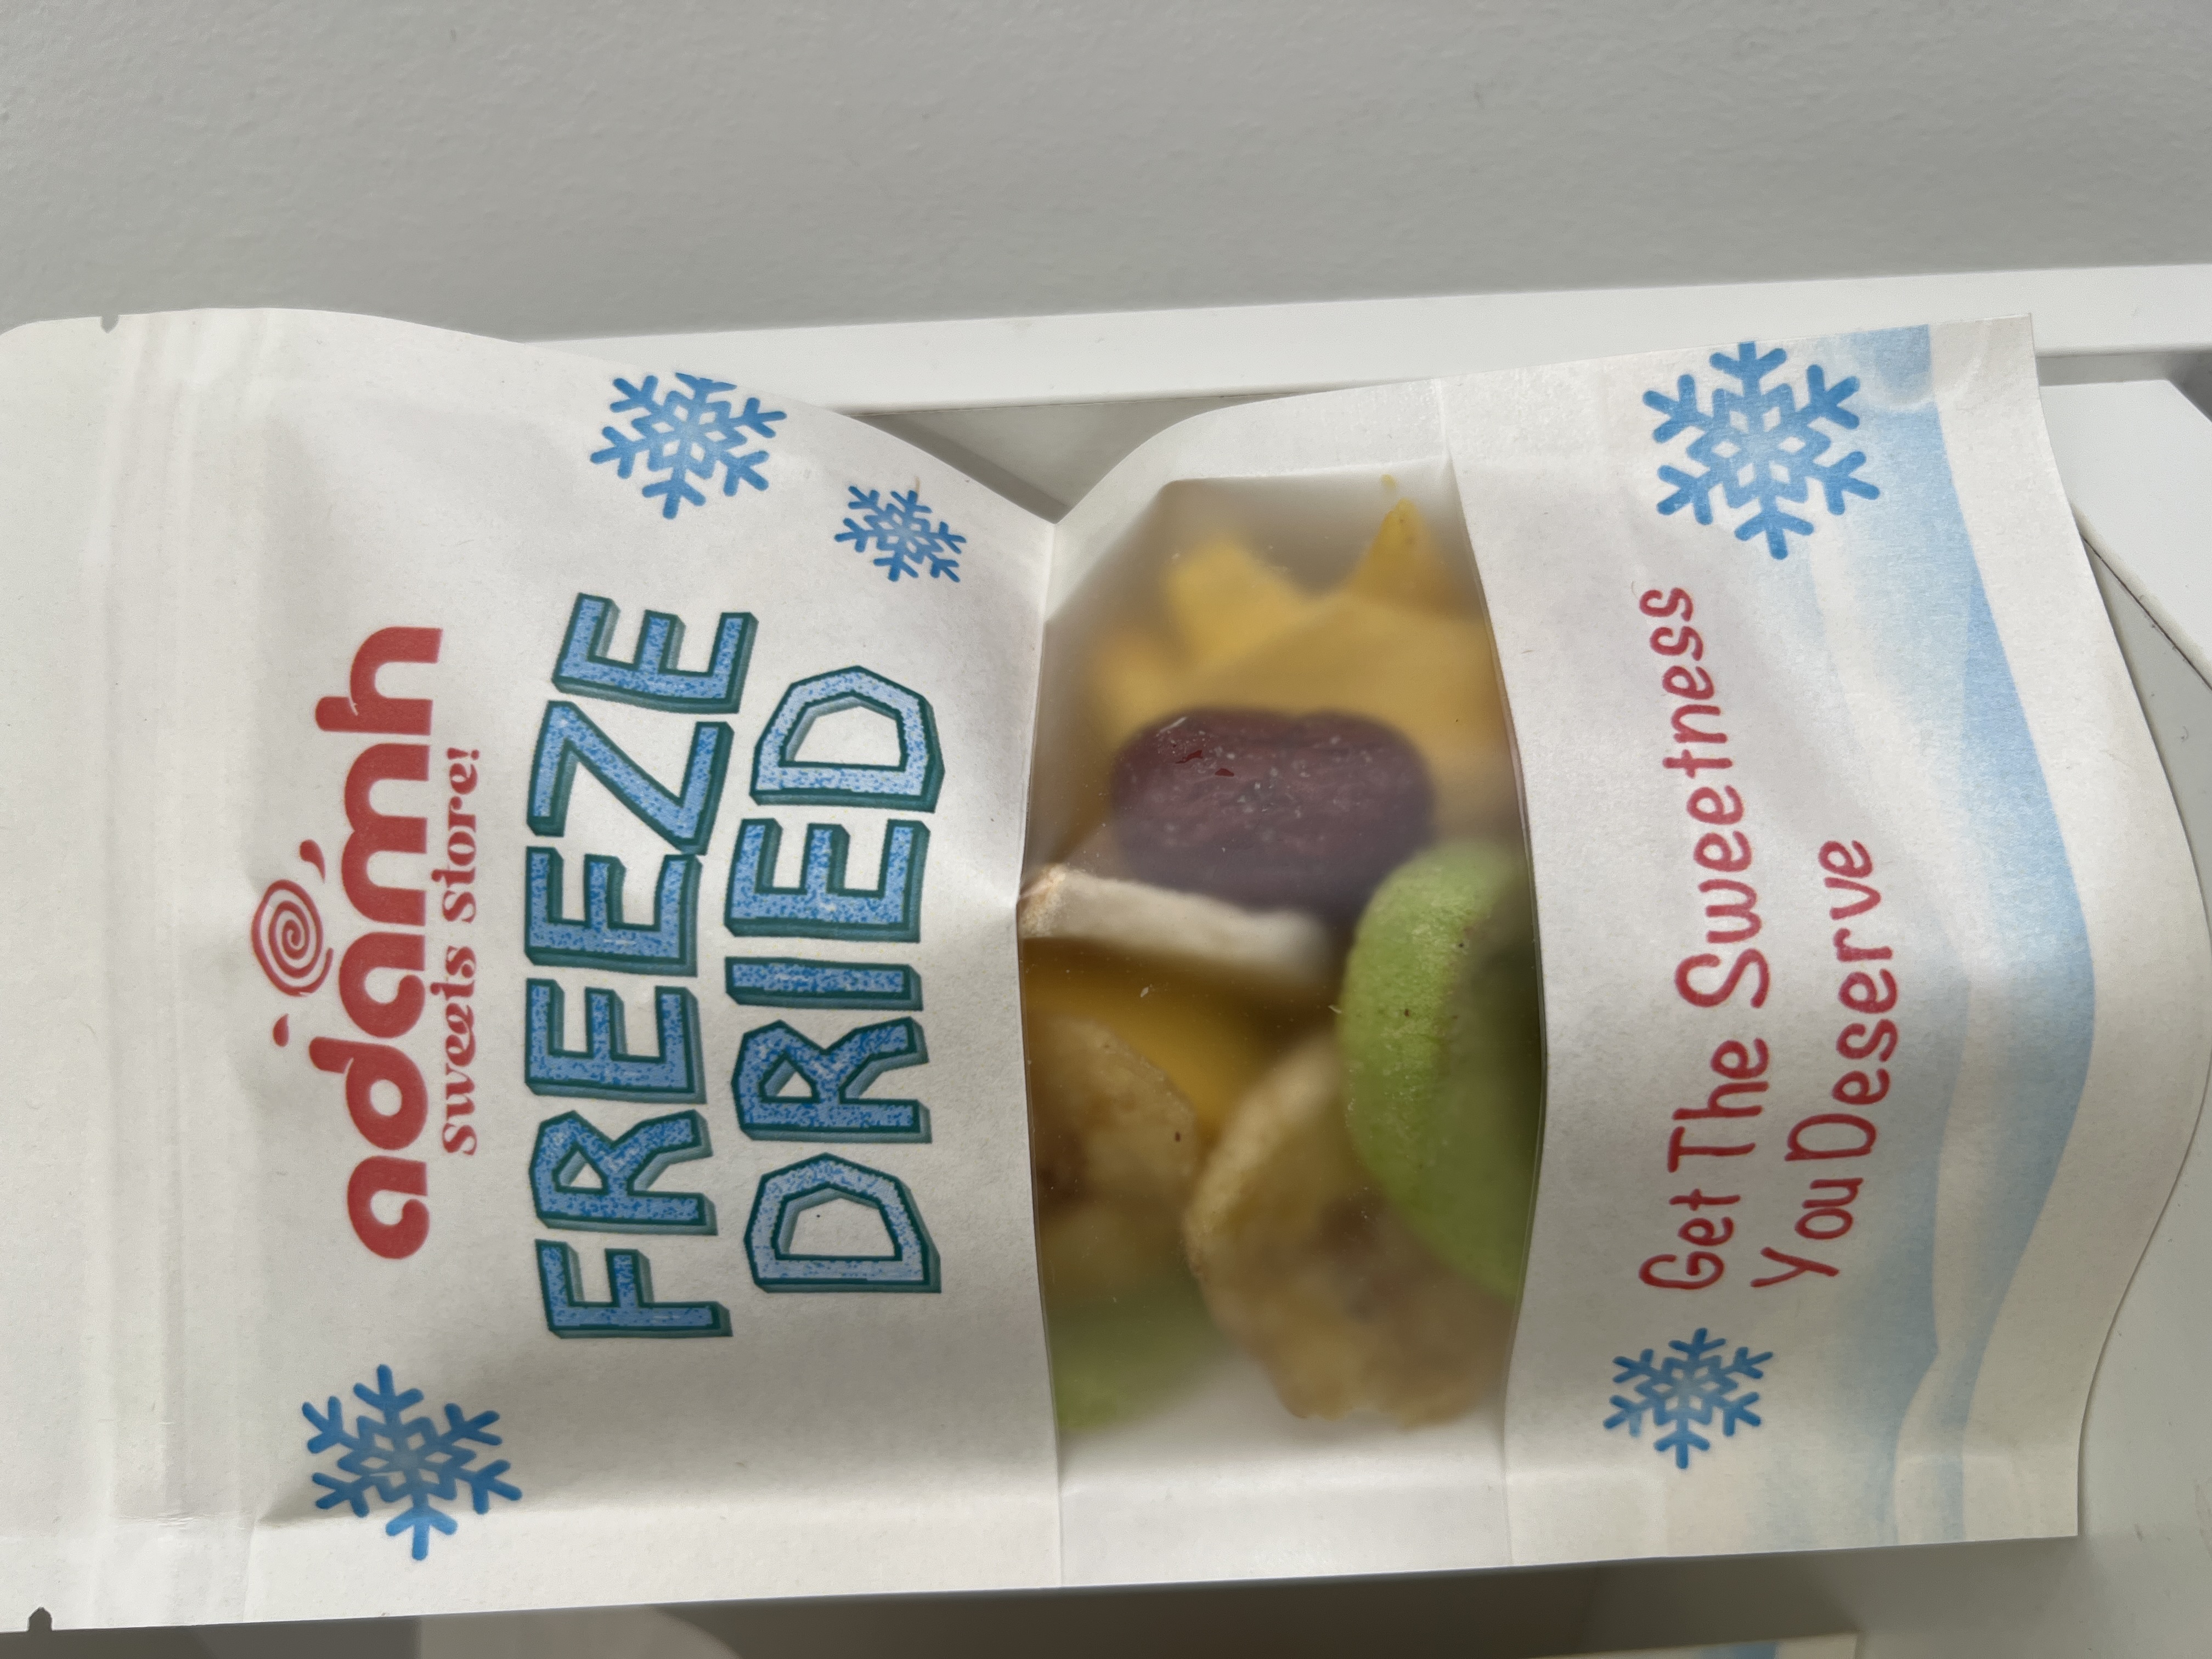 adamh
Sweets Store!
FREEZE
DRIED
Get The Sweetness
You Deserve